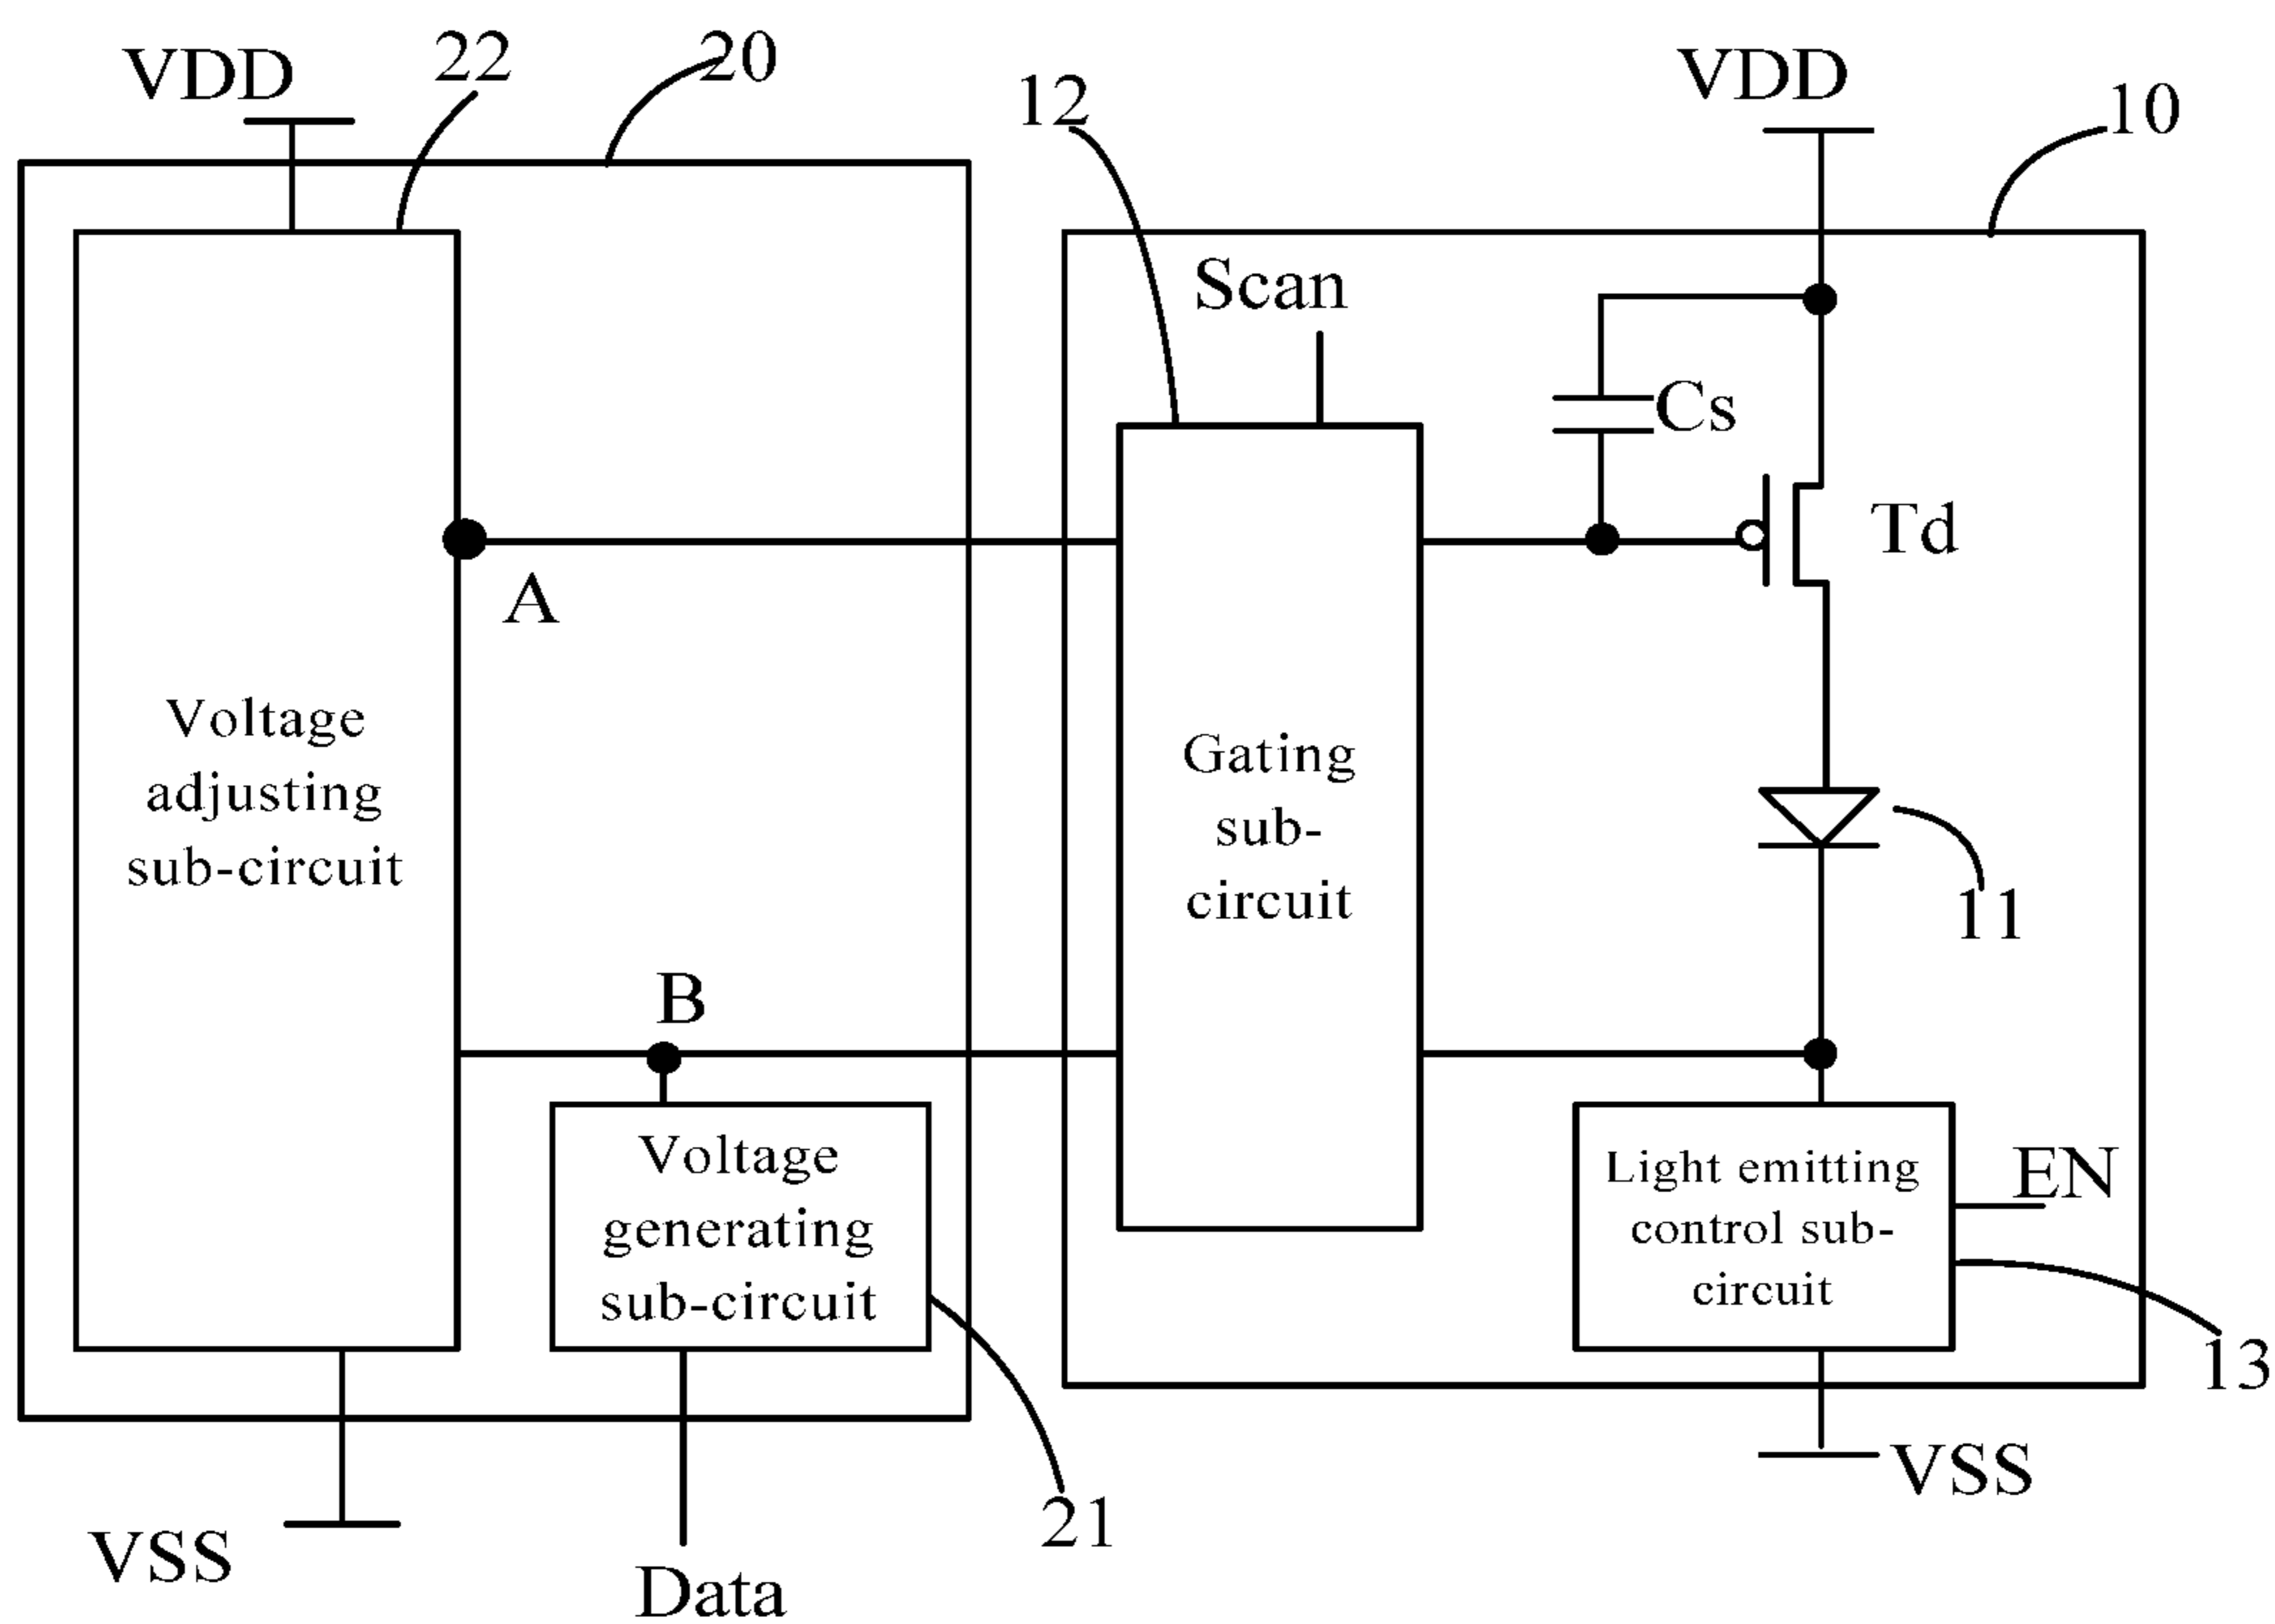 VDD
22
20
12
VDD
10
Scan
Cs
Td
A
Voltage
adjusting
sub-circuit
Gating
sub-
circuit
11
B
Voltage
generating
sub-circuit
Light emitting
control sub-
circuit
EN
13
VSS
21
VSS
Data